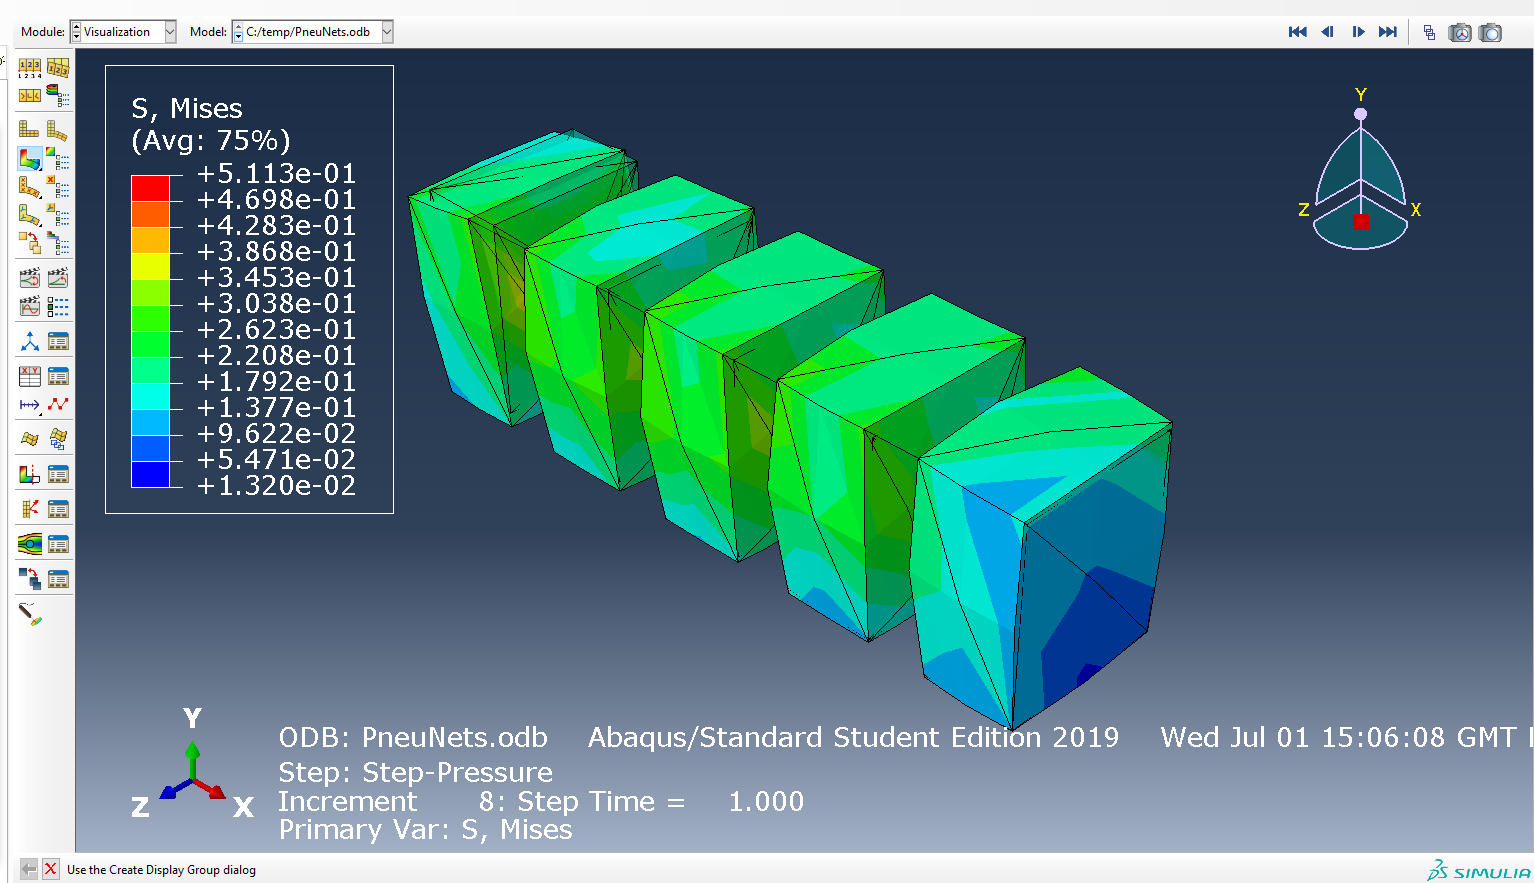 Module: Visualization Model: C:/temp/PneuNets.odb
S, Mises
(Avg: 75%)
+5.113e-01
+4.698e-01
+4.283e-01
+3.868e-01
+3.453e-01
+3.038e-01
+2.623e-01
+2.208e-01
+1.792e-01
+1.377e-01
+9.622e-02
+5.471e-02
+1.320e-02
Y
Z X
Y
Z X
ODB: PneuNets.odb Abaqus/Standard Student Edition 2019 Wed Jul 01 15:06:08 GMT
Step: Step-Pressure
Increment 8: Step Time = 1.000
Primary Var: S, Mises
Use the Create Display Group dialog
SIMULIA